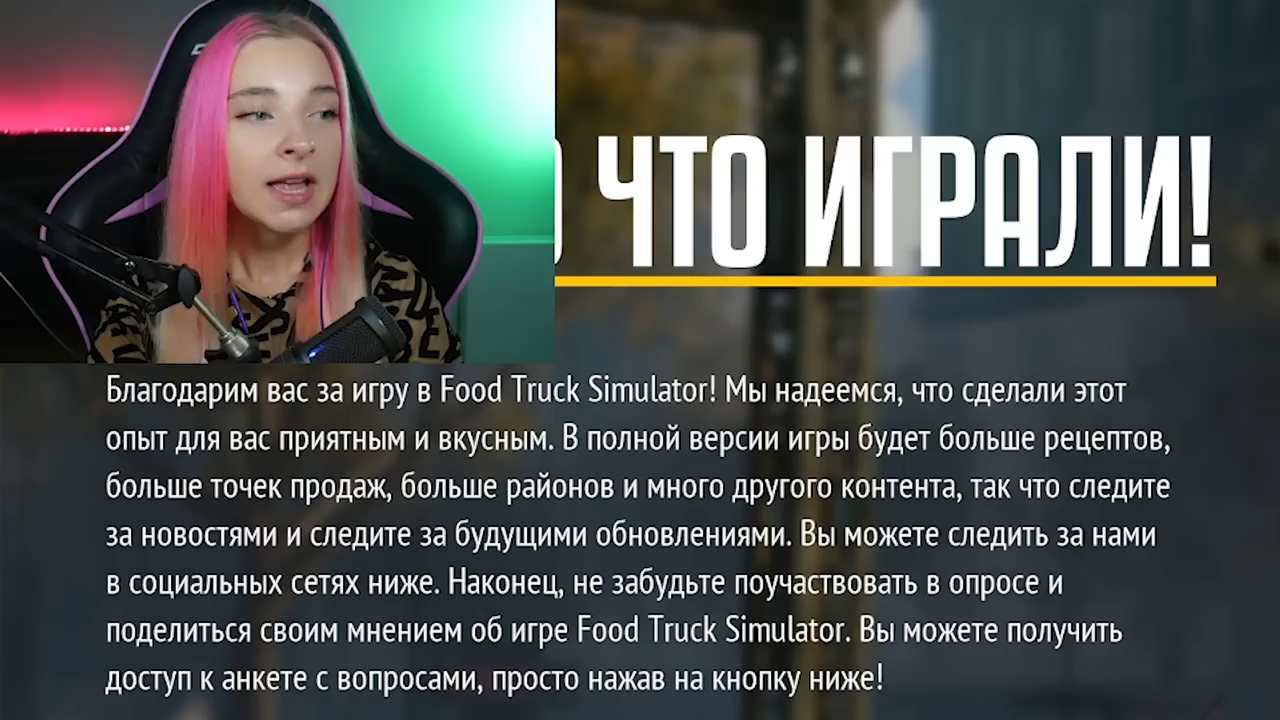 ЧТО ИГРАЛИ!
Благодарим вас за игру в Food Truck Simulator! Мы надеемся, что сделали этот
опыт для вас приятным и вкусным. В полной версии игры будет больше рецептов,
больше точек продаж, больше районов и много другого контента, так что следите
за новостями и следите за будущими обновлениями. Вы можете следить за нами
в социальных сетях ниже. Наконец, не забудьте поучаствовать в опросе и
поделиться своим мнением об игре Food Truck Simulator. Вы можете получить
доступ к анкете с вопросами, просто нажав на кнопку ниже!